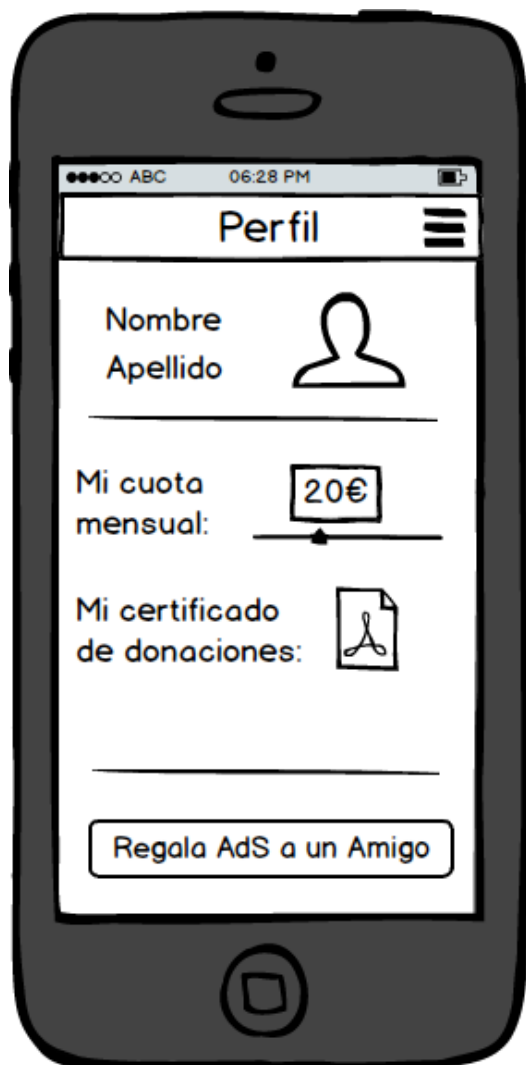 ABC 06:28 PM
Perfil
Nombre
Apellido
Mi cuota
mensual:
20€
Mi certificado
de donaciones:
Regala AdS a un Amigo